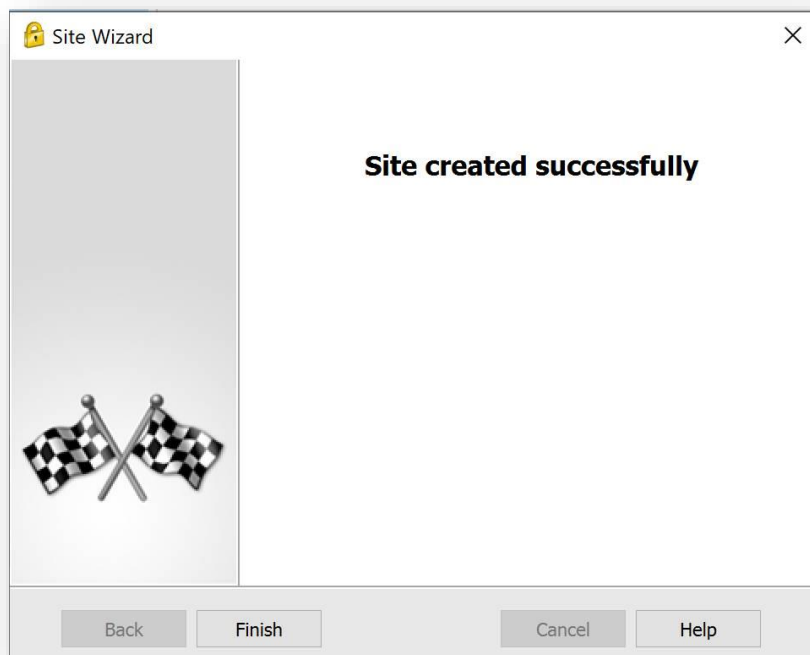 Site Wizard
Site created successfully
Back
Finish
Cancel
Help